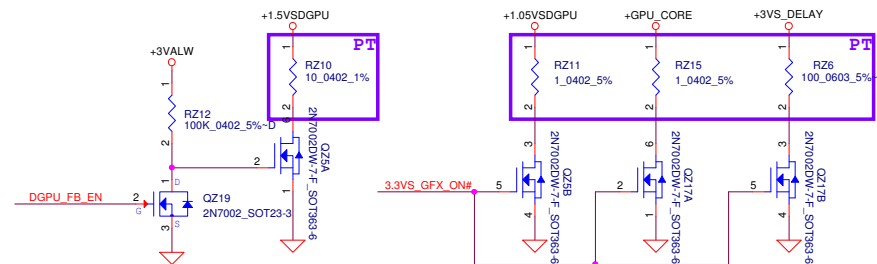 +1.5VSDGPU
+1.05VSDGPU
+GPU_CORE
+3VS_DELAY
PT
PT
+3VALW
1
RZ10
10_0402_1%
2
1
RZ11
1_0402_5%
2
1
RZ15
1_0402_5%
2
1
RZ6
100_0603_5%~
2
1
RZ12
100K_0402_5%~D
2
6
2
1
QZ5A
2N7002DW-7-F_SOT363-6
DGPU_FB_EN
2
G
1
D
3
S
QZ19
2N7002_SOT23-3
3.3VS_GFX_ON#
5
3
4
QZ5B
2N7002DW-7-F_SOT363-6
2
6
1
QZ17A
2N7002DW-7-F_SOT363-6
5
3
4
QZ17B
2N7002DW-7-F_SOT363-6